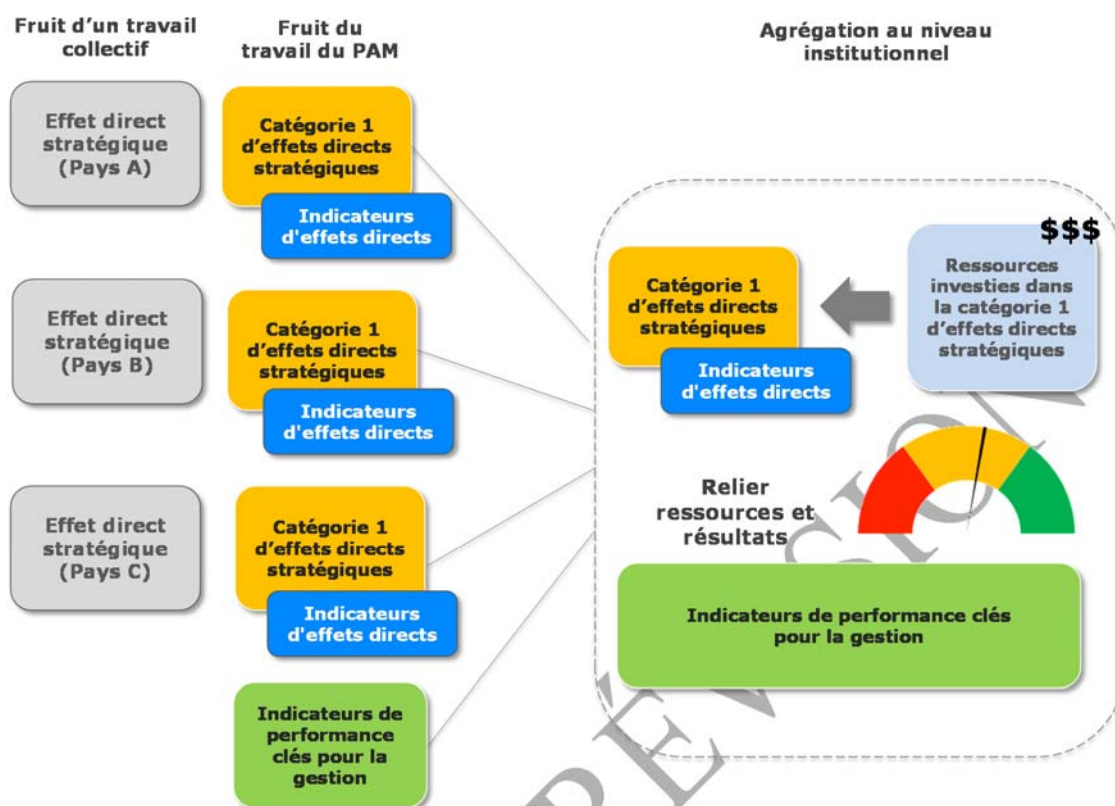 Fruit d'un travail
collectif
Fruit du
travail du PAM
Agrégation au niveau
institutionnel
Effet direct
stratégique
(Pays A)
Catégorie 1
d'effets directs
stratégiques
Indicateurs
d'effets directs
Effet direct
stratégique
(Pays B)
Catégorie 1
d'effets directs
stratégiques
Indicateurs
d'effets directs
Effet direct
stratégique
(Pays C)
Catégorie 1
d'effets directs
stratégiques
Indicateurs
d'effets directs
Indicateurs de
performance
clés pour la
gestion
Catégorie 1
d'effets directs
stratégiques
Indicateurs
d'effets directs
$$$
Ressources
investies dans
la catégorie 1
d'effets directs
stratégiques
Relier
ressources et
résultats
Indicateurs de performance clés
pour la gestion